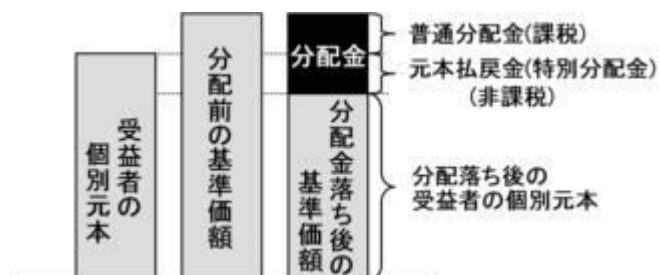 受益者の
個別元本
分配前の基準価額
分配金
分配金落ち後の
基準価額
普通分配金(課税)
元本払戻金(特別分配金)
(非課税)
分配落ち後の
受益者の個別元本